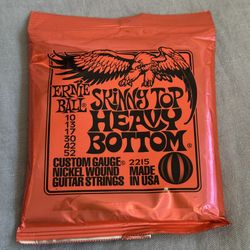 ERNIE
BALL
10
13
17
30
42
52
SKINNY TOP
HEAVY
BOTTOM
CUSTOM GAUGE® 2215
NICKEL WOUND MADE
GUITAR STRINGS IN USA